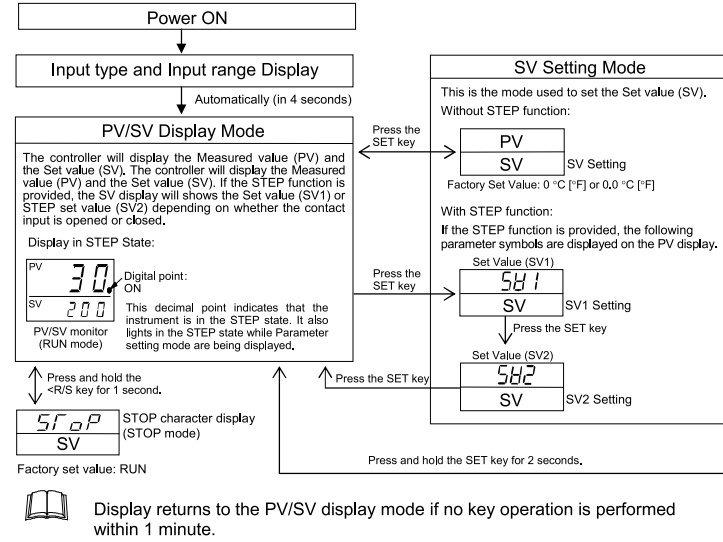 Power ON
Input type and Input range Display
Automatically (in 4 seconds)
PV/SV Display Mode
The controller will display the Measured value (PV) and
the Set value (SV). The controller will display the Measured
value (PV) and the Set value (SV). If the STEP function is
provided, the SV display will shows the Set value (SV1) or
STEP set value (SV2) depending on whether the contact
input is opened or closed.
Display in STEP State:
PV
30.
SV
200
Digital point:
ON
This decimal point indicates that the
instrument is in the STEP state. It also
lights in the STEP state while Parameter
setting mode are being displayed.
PV/SV monitor
(RUN mode)
Press and hold the
<R/S key for 1 second.
SToP
SV
STOP character display
(STOP mode)
Factory set value: RUN
Press the
SET key
Press the
SET key
Press the SET key
Press and hold the SET key for 2 seconds.
SV Setting Mode
This is the mode used to set the Set value (SV).
Without STEP function:
PV
SV
SV Setting
Factory Set Value: 0 °C [°F] or 0.0 °C [°F]
With STEP function:
If the STEP function is provided, the following
parameter symbols are displayed on the PV display.
Set Value (SV1)
SV1
SV
SV1 Setting
Press the SET key
Set Value (SV2)
SV2
SV
SV2 Setting
Display returns to the PV/SV display mode if no key operation is performed
within 1 minute.